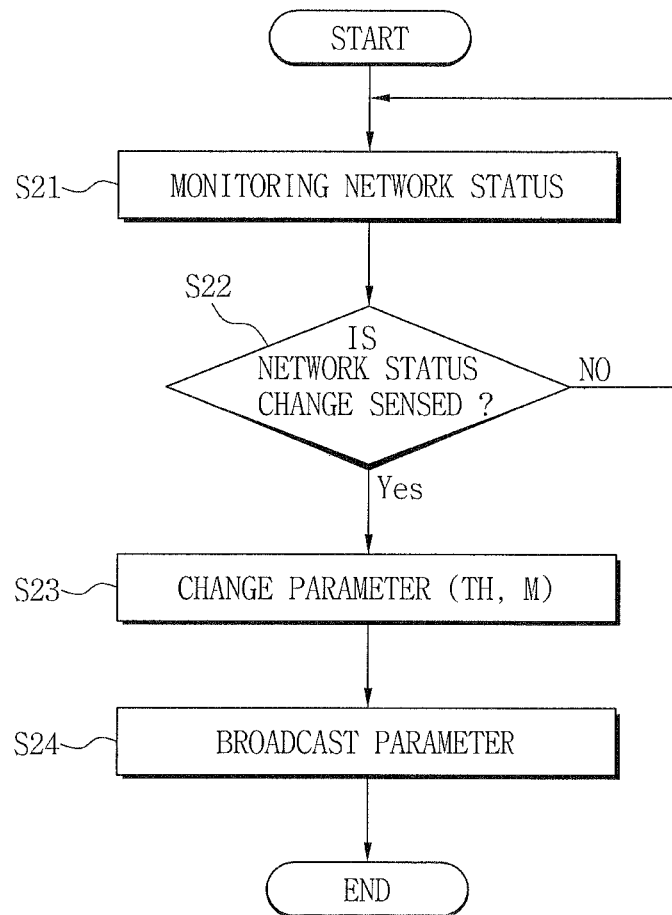 START
S21
MONITORING NETWORK STATUS
S22
IS
NETWORK STATUS
CHANGE SENSED ?
NO
Yes
S23
CHANGE PARAMETER (TH, M)
S24
BROADCAST PARAMETER
END